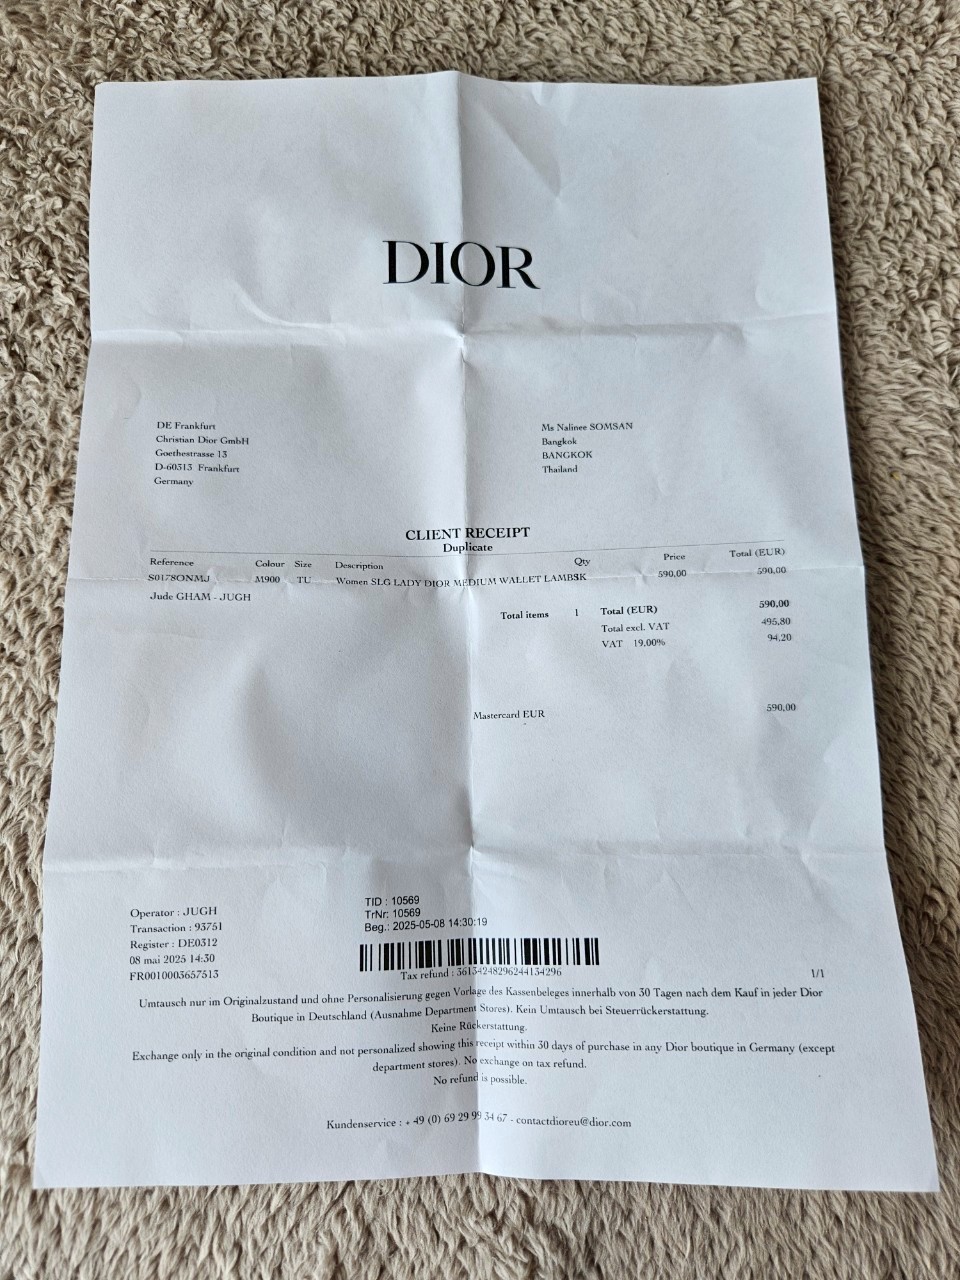 DIOR
DE Frankfurt
Christian Dior GmbH
Goethestrasse 13
D-60313 Frankfurt
Germany
Ms Nalinee SOMSAN
Bangkok
BANGKOK
Thailand
CLIENT RECEIPT
Duplicate
Reference Colour Size Description Qty Price Total (EUR)
S0178ONMJ M900 TU Women SLG LADY DIOR MEDIUM WALLET LAMBSK 590,00 590,00
Jude GHAM - JUGH
Total items 1 Total (EUR) 590,00
Total excl. VAT 495,80
VAT 19.00% 94,20
Mastercard EUR 590,00
Operator : JUGH
Transaction : 93751
Register : DE0312
08 mai 2025 14:30
FR0010003657513
TID : 10569
TrNr: 10569
Beg.: 2025-05-08 14:30:19
Tax refund : 36134248296244134296
1/1
Umtausch nur im Originalzustand und ohne Personalisierung gegen Vorlage des Kassenbeleges innerhalb von 30 Tagen nach dem Kauf in jeder Dior
Boutique in Deutschland (Ausnahme Department Stores). Kein Umtausch bei Steuerrückerstattung.
Keine Rückerstattung.
Exchange only in the original condition and not personalized showing this receipt within 30 days of purchase in any Dior boutique in Germany (except
department stores). No exchange on tax refund.
No refund is possible.
Kundenservice : + 49 (0) 69 29 99 34 67 - contactdioreu@dior.com